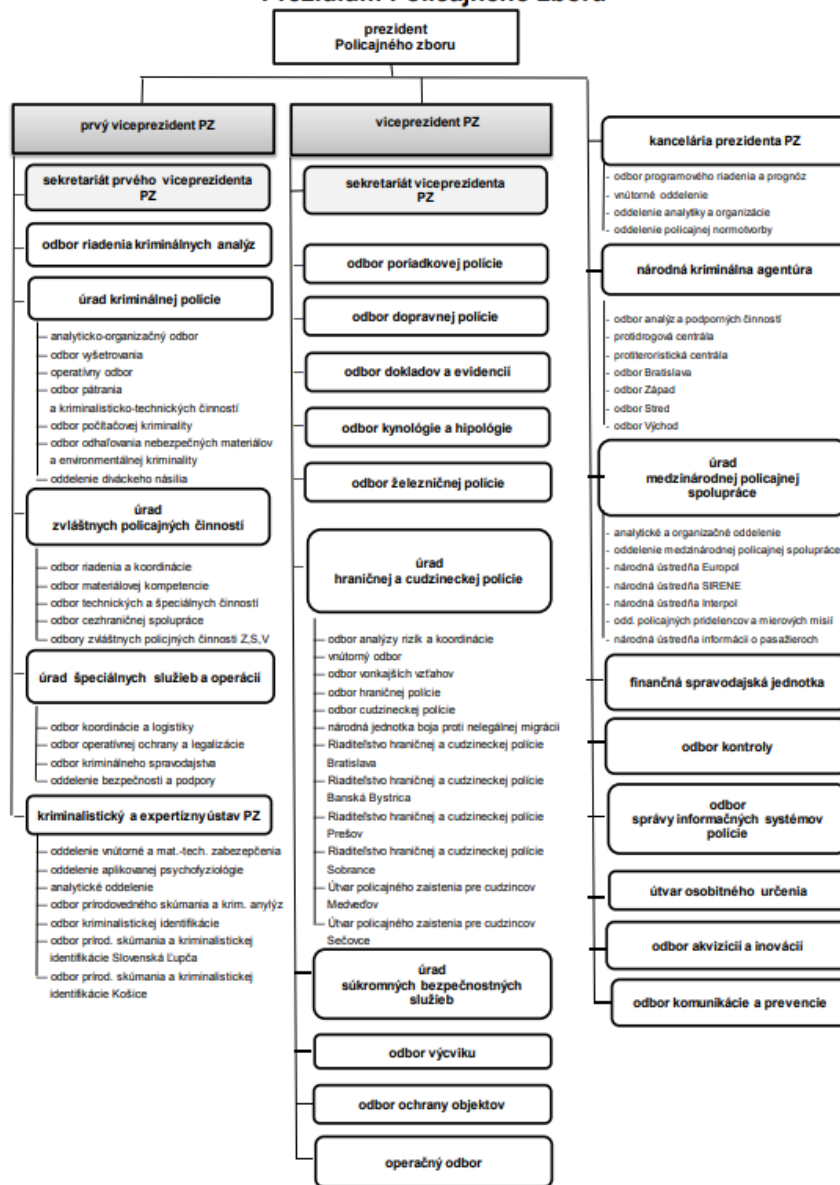 Prezídium Policajného zboru
prezident
Policajného zboru
prvý viceprezident PZ
sekretariát prvého viceprezidenta
PZ
odbor riadenia kriminálnych analýz
úrad kriminálnej polície
analyticko-organizačný odbor
odbor vyšetrovania
operatívny odbor
odbor pátrania
a kriminalisticko-technických činností
odbor počítačovej kriminality
odbor odhaľovania nebezpečných materiálov
a environmentálnej kriminality
oddelenie diváckeho násilia
úrad
zvláštnych policajných činností
odbor riadenia a koordinácie
odbor materiálovej kompetencie
odbor technických a špeciálnych činností
odbor cezhraničnej spolupráce
odbory zvláštnych policjných činnosti Z,S,V
úrad špeciálnych služieb a operácií
odbor koordinácie a logistiky
odbor operatívnej ochrany a legalizácie
odbor kriminálneho spravodajstva
oddelenie bezpečnosti a podpory
kriminalistický a expertízny ústav PZ
oddelenie vnútorné a mat.-tech. zabezepčenia
oddelenie aplikovanej psychofyziológie
analytické oddelenie
odbor prírodovedného skúmania a krim. anylýz
odbor kriminalistickej identifikácie
odbor prírod. skúmania a kriminalistickej
identifikácie Slovenská Ľupča
odbor prírod. skúmania a kriminalistickej
identifikácie Košice
viceprezident PZ
sekretariát viceprezidenta
PZ
odbor poriadkovej polície
odbor dopravnej polície
odbor dokladov a evidencií
odbor kynológie a hipológie
odbor železničnej polície
úrad
hraničnej a cudzineckej polície
odbor analýzy rizík a koordinácie
vnútorný odbor
odbor vonkajších vzťahov
odbor hraničnej polície
odbor cudzineckej polície
národná jednotka boja proti nelegálnej migrácii
Riaditeľstvo hraničnej a cudzineckej polície
Bratislava
Riaditeľstvo hraničnej a cudzineckej polície
Banská Bystrica
Riaditeľstvo hraničnej a cudzineckej polície
Prešov
Riaditeľstvo hraničnej a cudzineckej polície
Sobrance
Útvar policajného zaistenia pre cudzincov
Medveďov
Útvar policajného zaistenia pre cudzincov
Sečovce
úrad
súkromných bezpečnostných
služieb
odbor výcviku
odbor ochrany objektov
operačný odbor
kancelária prezidenta PZ
- odbor programového riadenia a prognóz
- vnútorné oddelenie
- oddelenie analytiky a organizácie
- oddelenie policajnej normotvorby
národná kriminálna agentúra
- odbor analýz a podporných činností
- protidrogová centrála
- protiteroristická centrála
- odbor Bratislava
- odbor Západ
- odbor Stred
- odbor Východ
úrad
medzinárodnej policajnej
spolupráce
- analytické a organizačné oddelenie
- oddelenie medzinárodnej policajnej spolupráce
- národná ústredňa Europol
- národná ústredňa SIRENE
- národná ústredňa Interpol
- odd. policajných pridelencov a mierových misií
- národná ústredňa informácií o pasažieroch
finančná spravodajská jednotka
odbor kontroly
odbor
správy informačných systémov
polície
útvar osobitného určenia
odbor akvizícií a inovácií
odbor komunikácie a prevencie